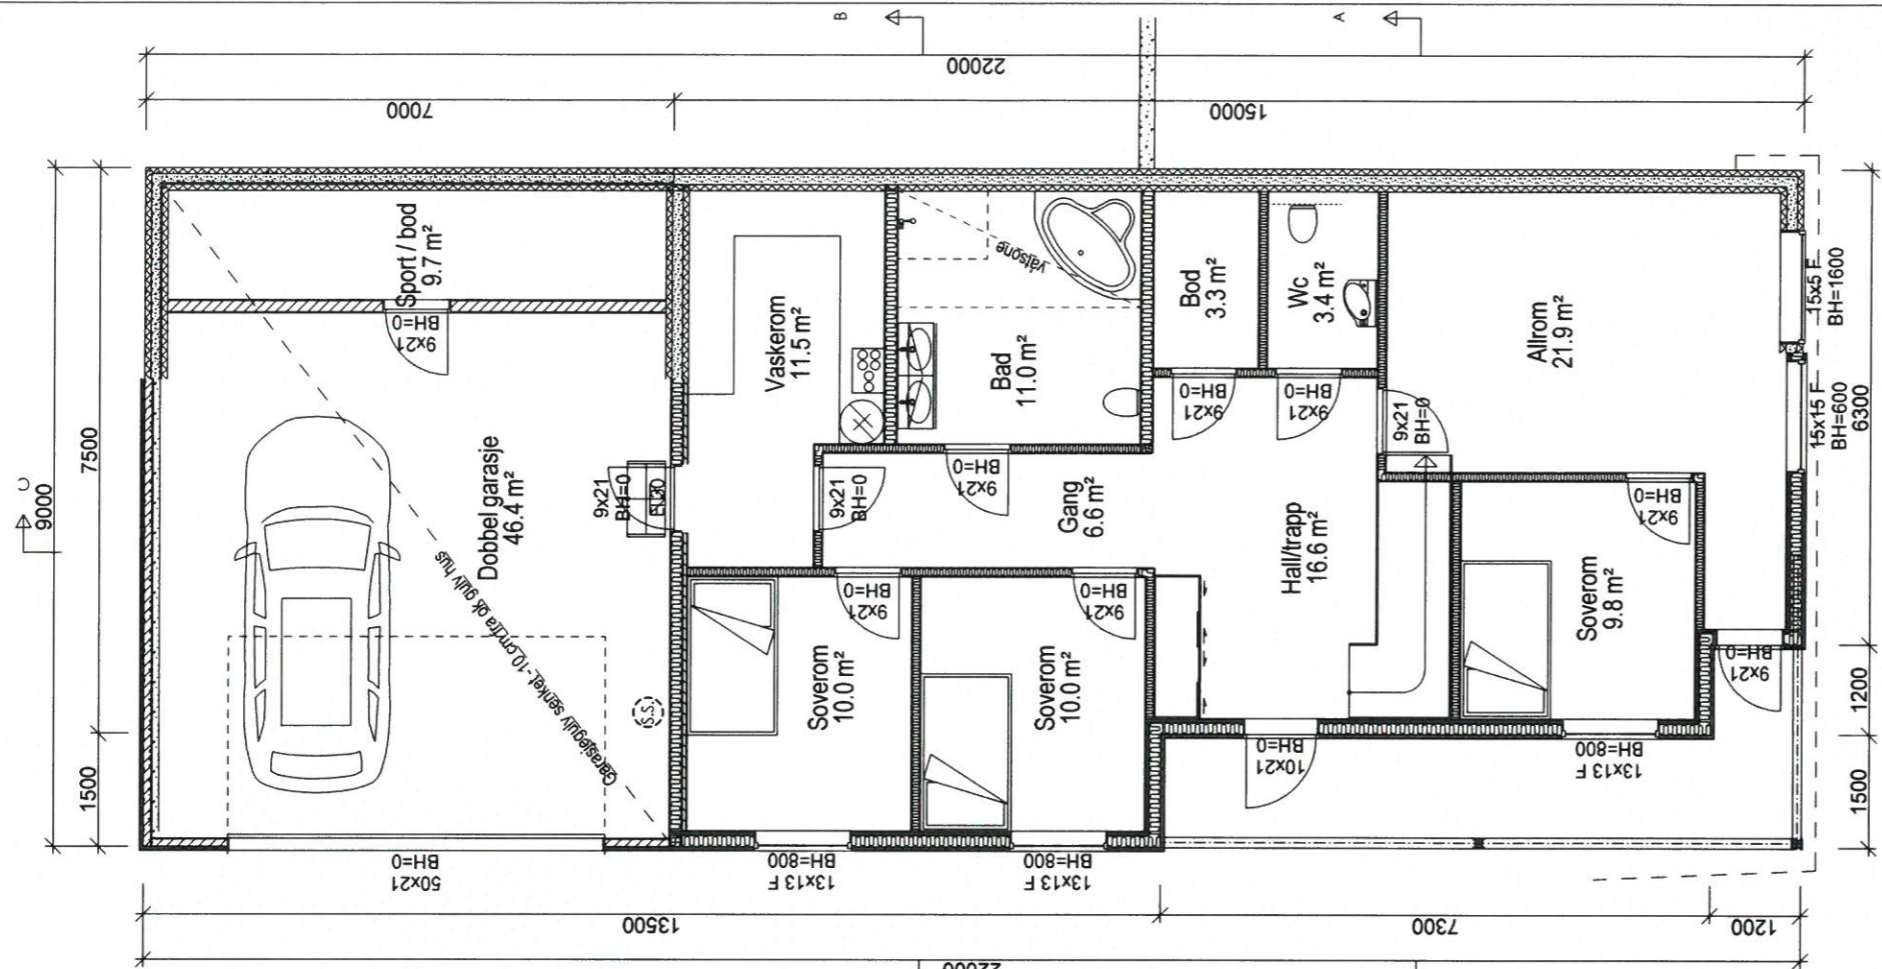 B
A
22000
7000
15000
C
9000
7500
1500
Sport / bod
9.7 m²
9x21
BH=0
Dobbel garasje
46.4 m²
Garasjegulv senket -10 cm fra ok gulv hus
S.S.
50x21
BH=0
9x21
BH=0
EI 30
Vaskerom
11.5 m²
9x21
BH=0
våtsone
Bad
11.0 m²
9x21
BH=0
Bod
3.3 m²
9x21
BH=0
Wc
3.4 m²
9x21
BH=0
Allrom
21.9 m²
9x21
BH=0
15x5 F
BH=1600
15x15 F
BH=600
6300
1200
1500
Gang
6.6 m²
Hall/trapp
16.6 m²
10x21
BH=0
Soverom
10.0 m²
9x21
BH=0
13x13 F
BH=800
Soverom
10.0 m²
9x21
BH=0
13x13 F
BH=800
Soverom
9.8 m²
9x21
BH=0
13x13 F
BH=800
9x21
BH=0
13500
7300
1200
22000